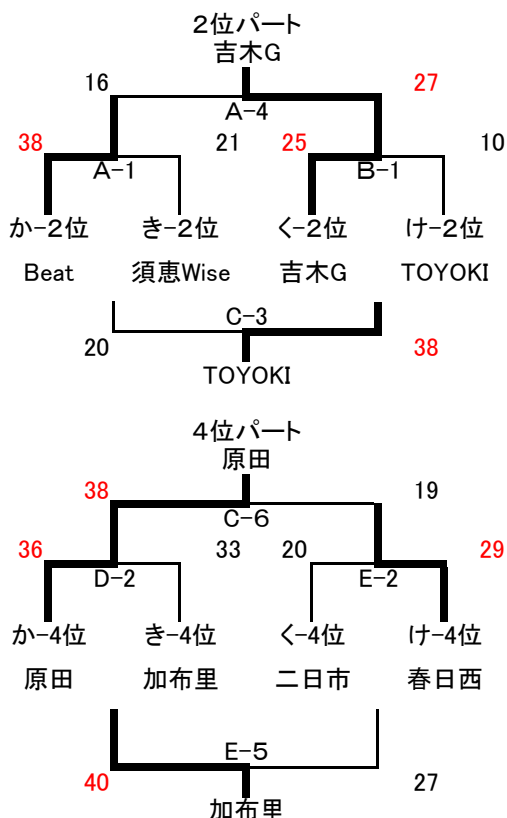 ２位パート
吉木G
16
27
A-4
38
21
25
10
A-1
B-1
か-2位
き-2位
く-2位
け-2位
Beat
須恵Wise
吉木G
TOYOKI
C-3
20
38
TOYOKI
４位パート
原田
38
19
C-6
36
33
20
29
D-2
E-2
か-4位
き-4位
く-4位
け-4位
原田
加布里
二日市
春日西
E-5
40
27
加布里